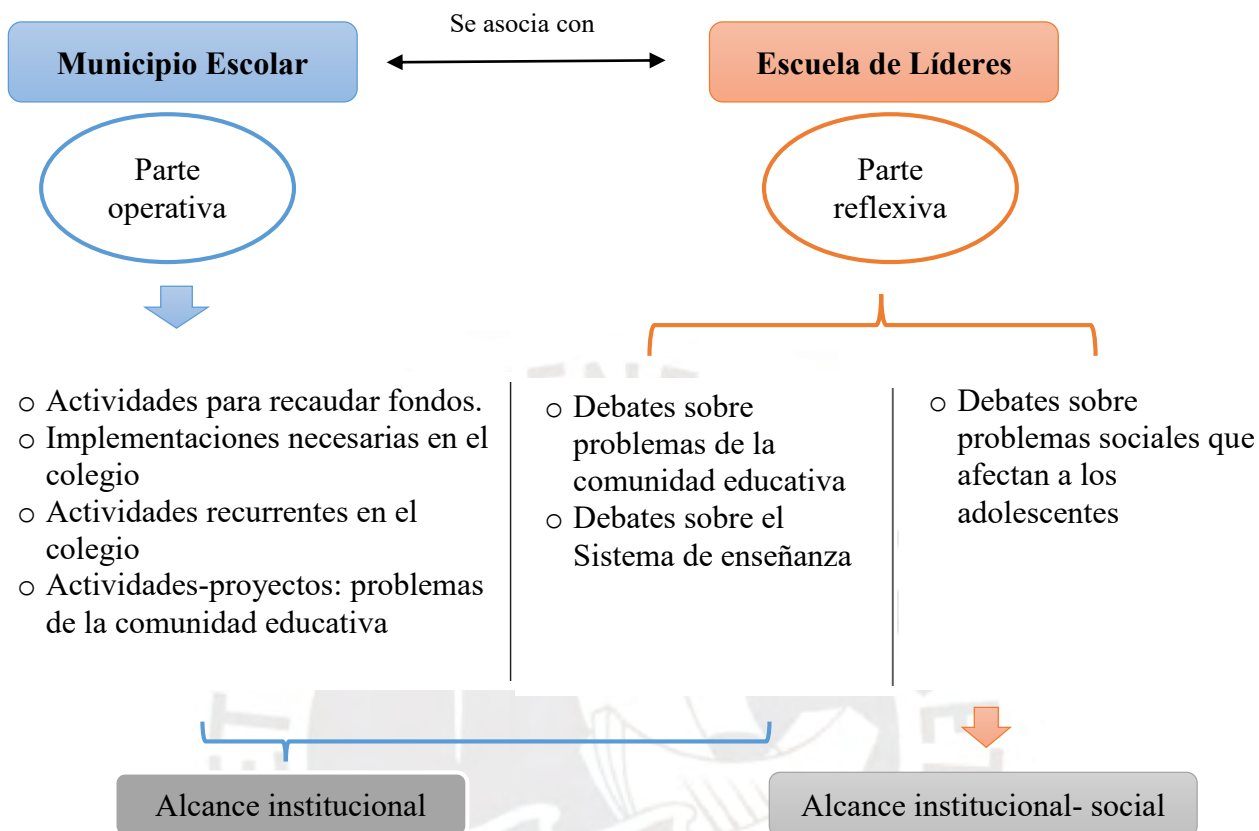 Se asocia con
Municipio Escolar
Escuela de Líderes
Parte
operativa
Parte
reflexiva
o Actividades para recaudar fondos.
o Implementaciones necesarias en el
colegio
o Actividades recurrentes en el
colegio
o Actividades-proyectos: problemas
de la comunidad educativa
o Debates sobre
problemas de la
comunidad educativa
o Debates sobre el
Sistema de enseñanza
o Debates sobre
problemas sociales que
afectan a los
adolescentes
Alcance institucional
Alcance institucional- social